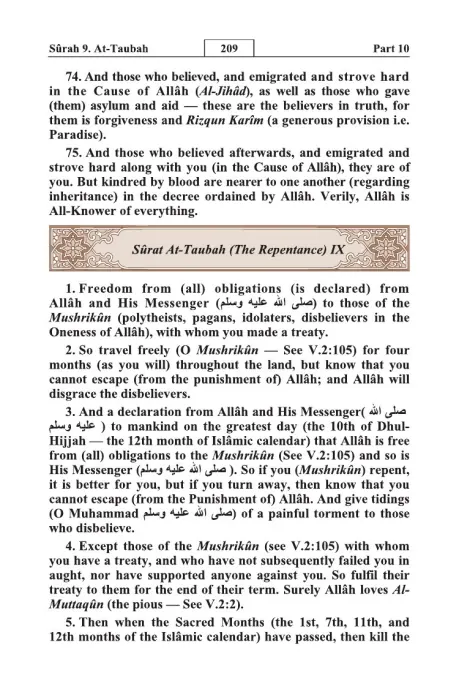 Sûrah 9. At-Taubah 209 Part 10
74. And those who believed, and emigrated and strove hard
in the Cause of Allâh (Al-Jihâd), as well as those who gave
(them) asylum and aid — these are the believers in truth, for
them is forgiveness and Rizqun Karîm (a generous provision i.e.
Paradise).
75. And those who believed afterwards, and emigrated and
strove hard along with you (in the Cause of Allâh), they are of
you. But kindred by blood are nearer to one another (regarding
inheritance) in the decree ordained by Allâh. Verily, Allâh is
All-Knower of everything.
Sûrat At-Taubah (The Repentance) IX
1. Freedom from (all) obligations (is declared) from
Allâh and His Messenger (صلى الله عليه وسلم) to those of the
Mushrikûn (polytheists, pagans, idolaters, disbelievers in the
Oneness of Allâh), with whom you made a treaty.
2. So travel freely (O Mushrikûn — See V.2:105) for four
months (as you will) throughout the land, but know that you
cannot escape (from the punishment of) Allâh; and Allâh will
disgrace the disbelievers.
3. And a declaration from Allâh and His Messenger( صلى الله
عليه وسلم ) to mankind on the greatest day (the 10th of Dhul-
Hijjah — the 12th month of Islâmic calendar) that Allâh is free
from (all) obligations to the Mushrikûn (See V.2:105) and so is
His Messenger (صلى الله عليه وسلم ). So if you (Mushrikûn) repent,
it is better for you, but if you turn away, then know that you
cannot escape (from the Punishment of) Allâh. And give tidings
(O Muhammad صلى الله عليه وسلم) of a painful torment to those
who disbelieve.
4. Except those of the Mushrikûn (see V.2:105) with whom
you have a treaty, and who have not subsequently failed you in
aught, nor have supported anyone against you. So fulfil their
treaty to them for the end of their term. Surely Allâh loves Al-
Muttaqûn (the pious — See V.2:2).
5. Then when the Sacred Months (the 1st, 7th, 11th, and
12th months of the Islâmic calendar) have passed, then kill the